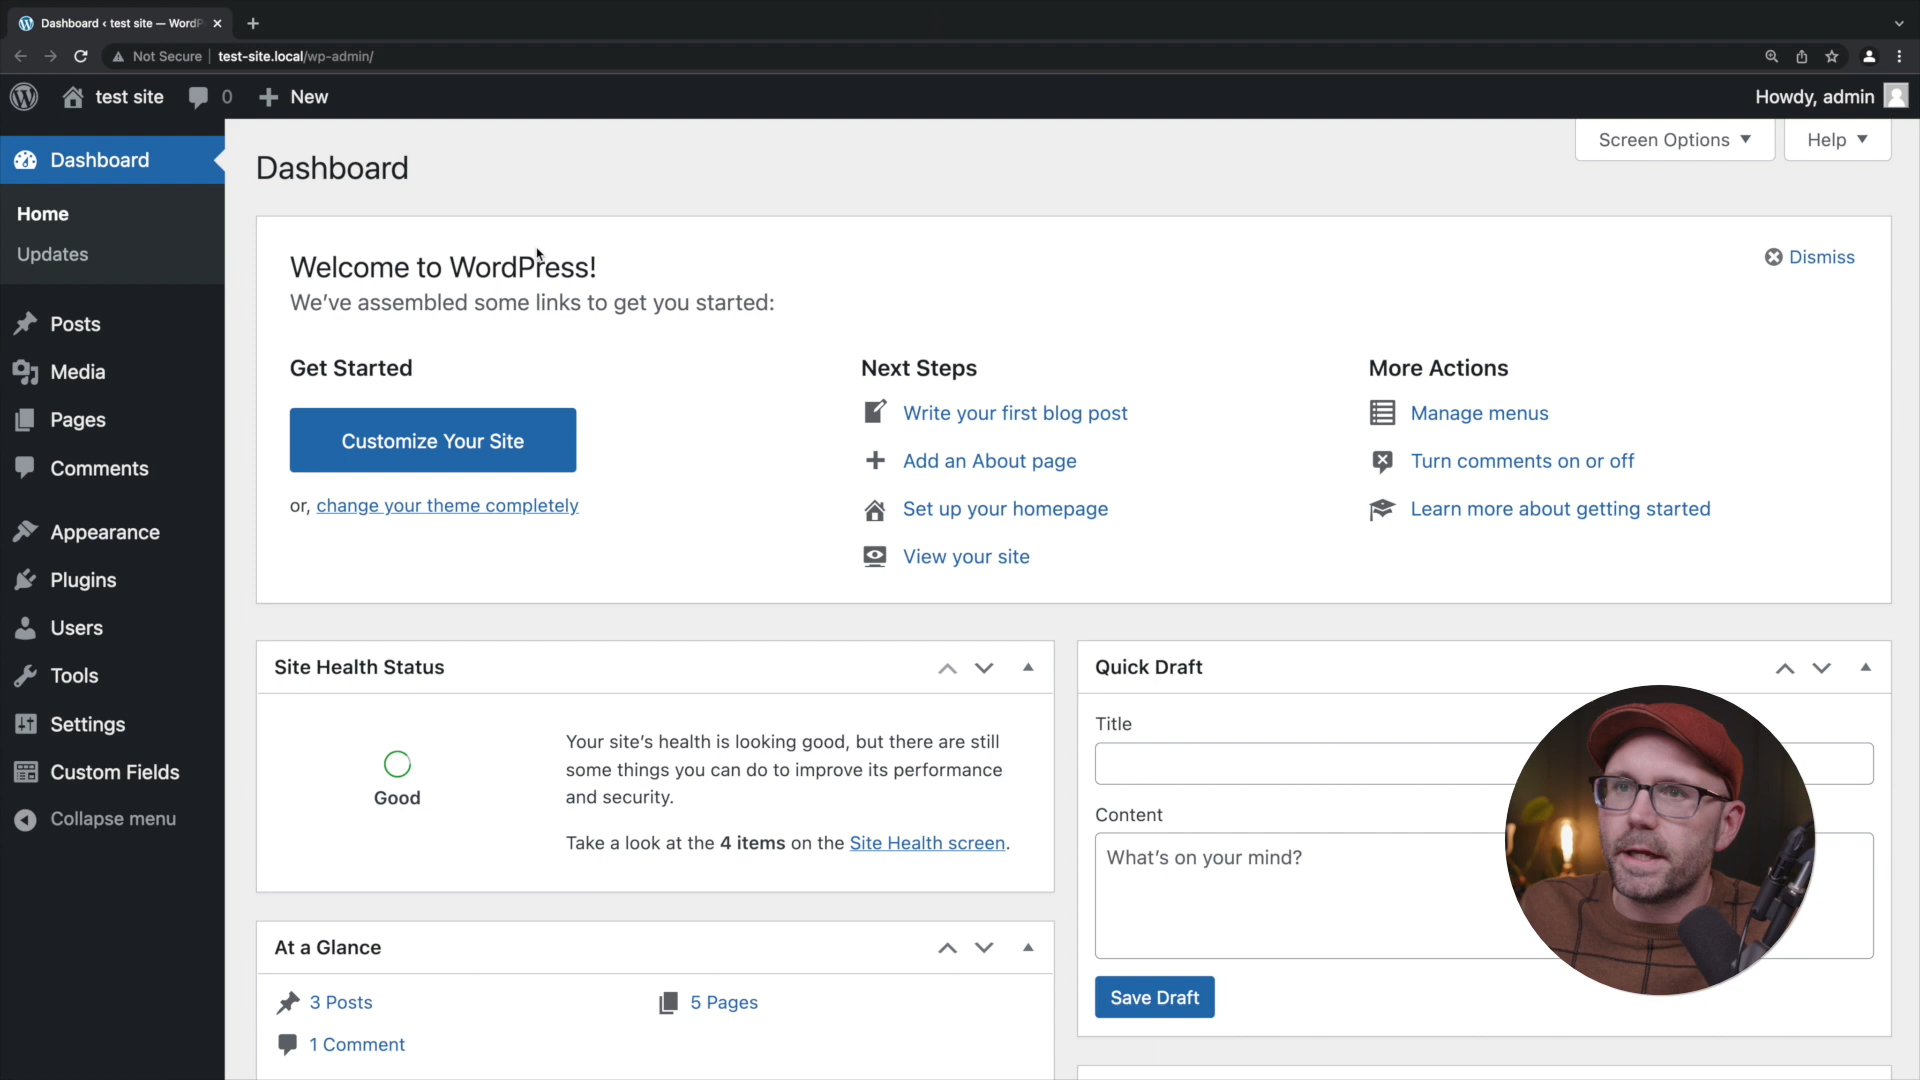 Dashboard ‹ test site — WordP
Not Secure | test-site.local/wp-admin/
test site 0 New
Howdy, admin
Dashboard
Home
Updates
Posts
Media
Pages
Comments
Appearance
Plugins
Users
Tools
Settings
Custom Fields
Collapse menu
Screen Options Help
Dashboard
Welcome to WordPress!
Dismiss
We’ve assembled some links to get you started:
Get Started
Customize Your Site
or, change your theme completely
Next Steps
Write your first blog post
Add an About page
Set up your homepage
View your site
More Actions
Manage menus
Turn comments on or off
Learn more about getting started
Site Health Status
Good
Your site’s health is looking good, but there are still
some things you can do to improve its performance
and security.
Take a look at the 4 items on the Site Health screen.
At a Glance
3 Posts
5 Pages
1 Comment
Quick Draft
Title
Content
What’s on your mind?
Save Draft